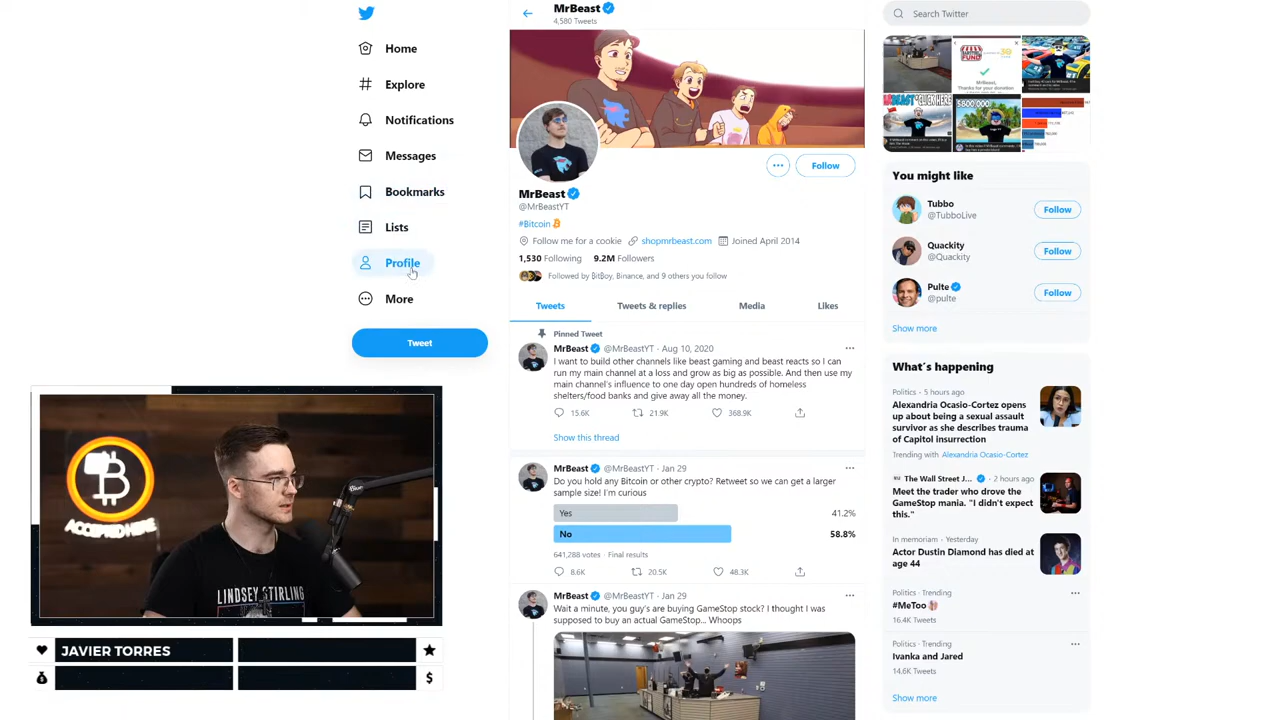 Home
Explore
Notifications
Messages
Bookmarks
Lists
Profile
More
Tweet
MrBeast
4,580 Tweets
Follow
MrBeast
@MrBeastYT
#Bitcoin
Follow me for a cookie shopmrbeast.com Joined April 2014
1,530 Following 9.2M Followers
Followed by BitBoy, Binance, and 9 others you follow
Tweets Tweets & replies Media Likes
Pinned Tweet
MrBeast @MrBeastYT · Aug 10, 2020
I want to build other channels like beast gaming and beast reacts so I can
run my main channel at a loss and grow as big as possible. And then use my
main channel's influence to one day open hundreds of homeless
shelters/food banks and give away all the money.
15.6K 21.9K 368.9K
Show this thread
MrBeast @MrBeastYT · Jan 29
Do you hold any Bitcoin or other crypto? Retweet so we can get a larger
sample size! I'm curious
Yes 41.2%
No 58.8%
641,288 votes · Final results
8.6K 20.5K 48.3K
MrBeast @MrBeastYT · Jan 29
Wait a minute, you guy's are buying GameStop stock? I thought I was
supposed to buy an actual GameStop... Whoops
Search Twitter
MrBeast,
Thanks for your donation
CLICK HERE
$800,000
You might like
Tubbo
@TubboLive
Follow
Quackity
@Quackity
Follow
Pulte
@pulte
Follow
Show more
What's happening
Politics · 5 hours ago
Alexandria Ocasio-Cortez opens
up about being a sexual assault
survivor as she describes trauma
of Capitol insurrection
Trending with Alexandria Ocasio-Cortez
The Wall Street J... · 2 hours ago
Meet the trader who drove the
GameStop mania. "I didn't expect
this."
In memoriam · Yesterday
Actor Dustin Diamond has died at
age 44
Politics · Trending
#MeToo
16.4K Tweets
Politics · Trending
Ivanka and Jared
14.6K Tweets
Show more
ACCEPTED HERE
LINDSEY STIRLING
JAVIER TORRES
$